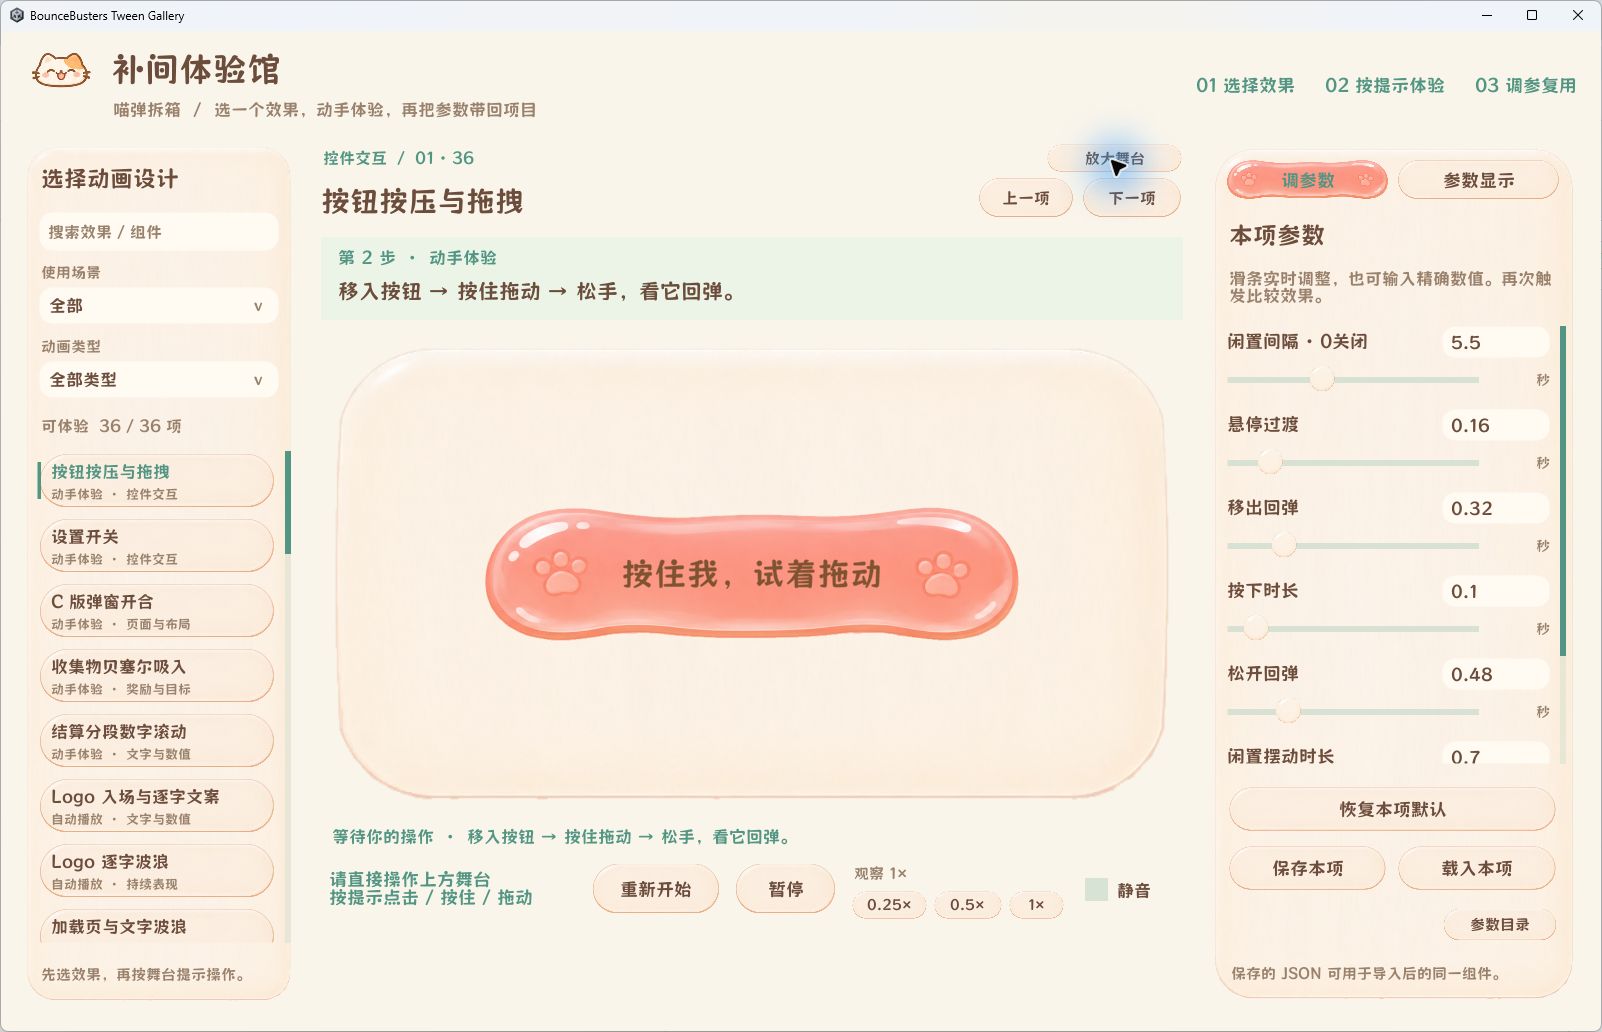 BounceBusters Tween Gallery
补间体验馆
喵弹拆箱 / 选一个效果，动手体验，再把参数带回项目
01 选择效果
02 按提示体验
03 调参复用
选择动画设计
搜索效果 / 组件
使用场景
全部
v
动画类型
全部类型
v
可体验 36 / 36 项
按钮按压与拖拽
动手体验 · 控件交互
设置开关
动手体验 · 控件交互
C 版弹窗开合
动手体验 · 页面与布局
收集物贝塞尔吸入
动手体验 · 奖励与目标
结算分段数字滚动
动手体验 · 文字与数值
Logo 入场与逐字文案
自动播放 · 文字与数值
Logo 逐字波浪
自动播放 · 持续表现
加载页与文字波浪
先选效果，再按舞台提示操作。
控件交互 / 01 · 36
按钮按压与拖拽
放大舞台
上一项
下一项
第 2 步 · 动手体验
移入按钮 → 按住拖动 → 松手，看它回弹。
按住我，试着拖动
等待你的操作 · 移入按钮 → 按住拖动 → 松手，看它回弹。
请直接操作上方舞台
按提示点击 / 按住 / 拖动
重新开始
暂停
观察 1×
0.25×
0.5×
1×
静音
调参数
参数显示
本项参数
滑条实时调整，也可输入精确数值。再次触
发比较效果。
闲置间隔 · 0关闭
5.5
秒
悬停过渡
0.16
秒
移出回弹
0.32
秒
按下时长
0.1
秒
松开回弹
0.48
秒
闲置摆动时长
0.7
恢复本项默认
保存本项
载入本项
参数目录
保存的 JSON 可用于导入后的同一组件。